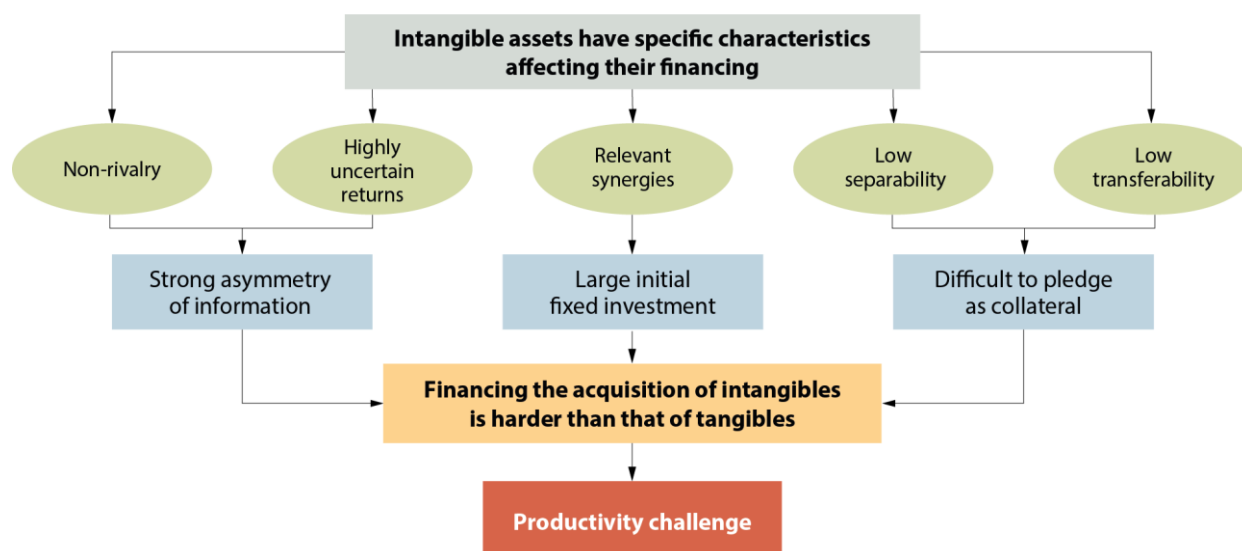 Intangible assets have specific characteristics
affecting their financing
Non-rivalry
Highly
uncertain
returns
Relevant
synergies
Low
separability
Low
transferability
Strong asymmetry
of information
Large initial
fixed investment
Difficult to pledge
as collateral
Financing the acquisition of intangibles
is harder than that of tangibles
Productivity challenge